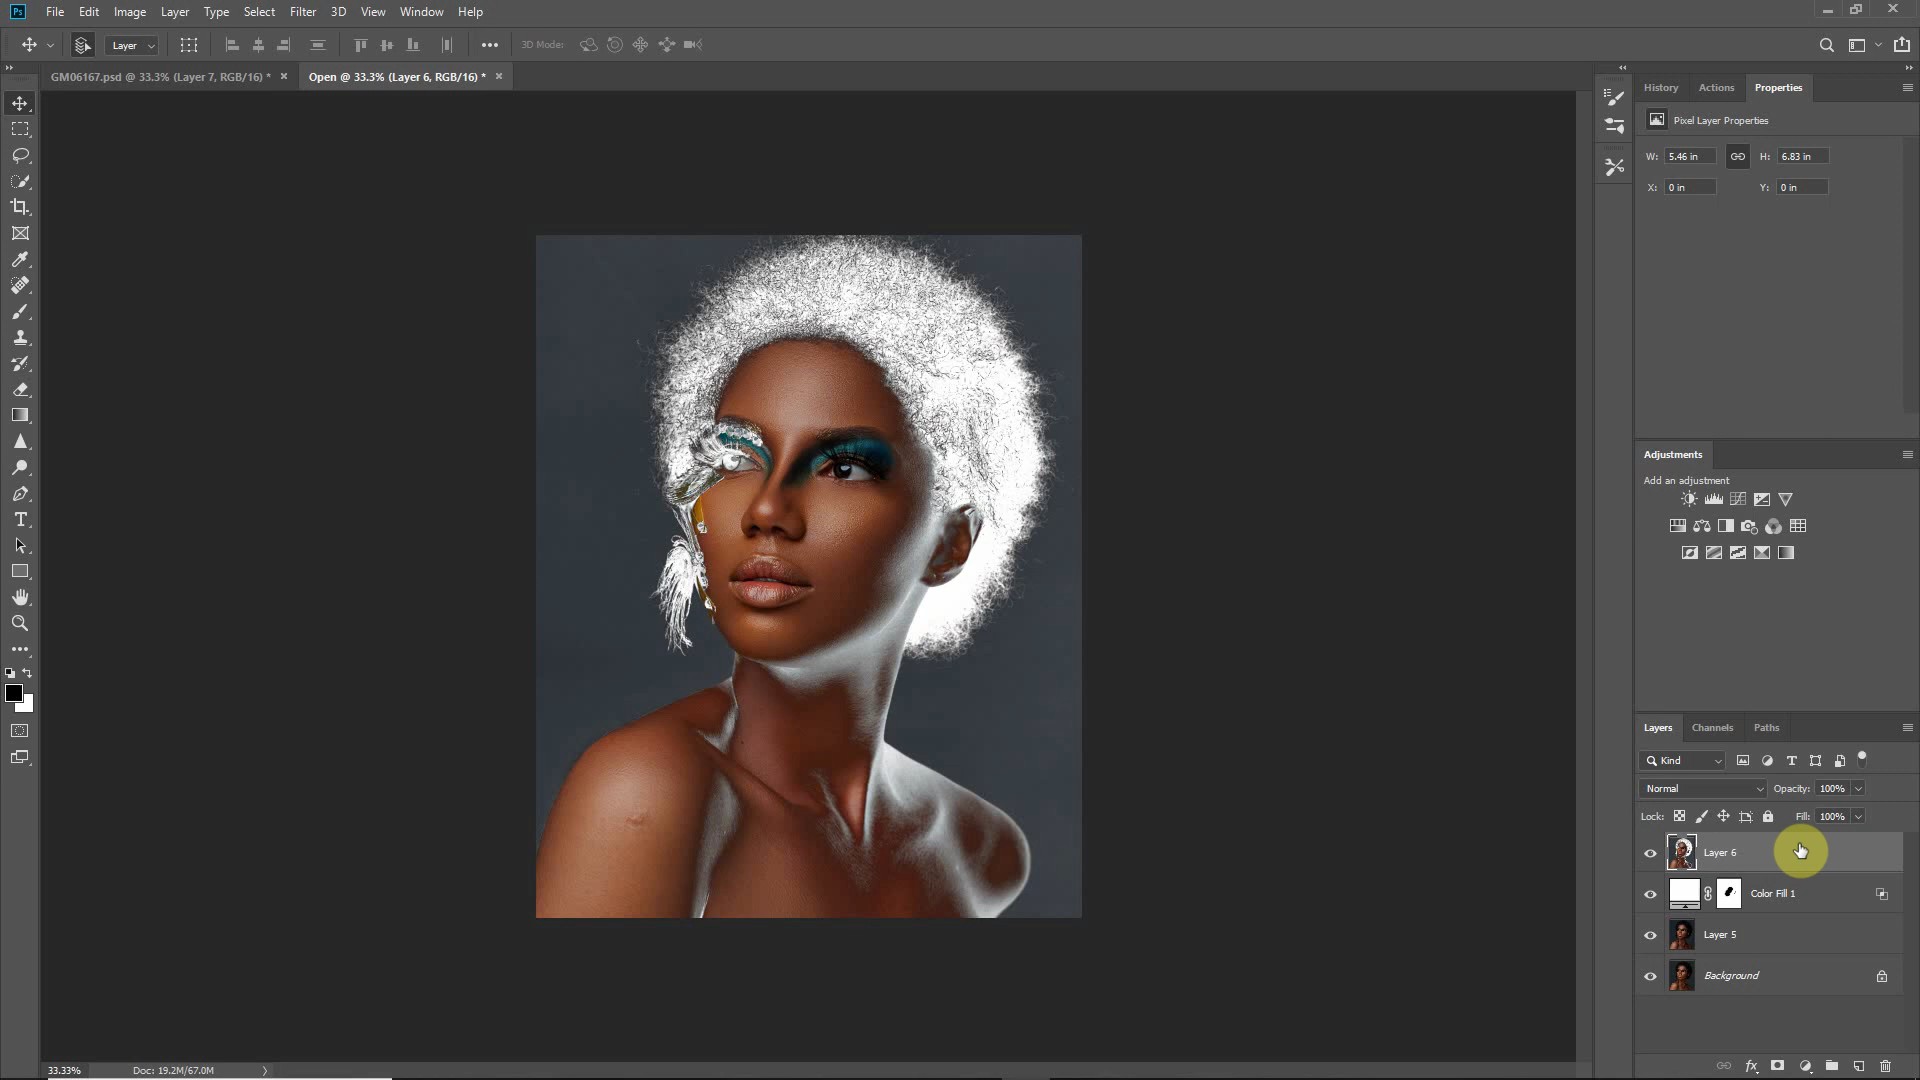 Ps File Edit Image Layer Type Select Filter 3D View Window Help
Layer 3D Mode:
GM06167.psd @ 33.3% (Layer 7, RGB/16) * Open @ 33.3% (Layer 6, RGB/16) *
History Actions Properties
Pixel Layer Properties
W: 5.46 in H: 6.83 in
X: 0 in Y: 0 in
Adjustments
Add an adjustment
Layers Channels Paths
Kind
Normal Opacity: 100%
Lock: Fill: 100%
Layer 6
Color Fill 1
Layer 5
Background
33.33% Doc: 19.2M/67.0M